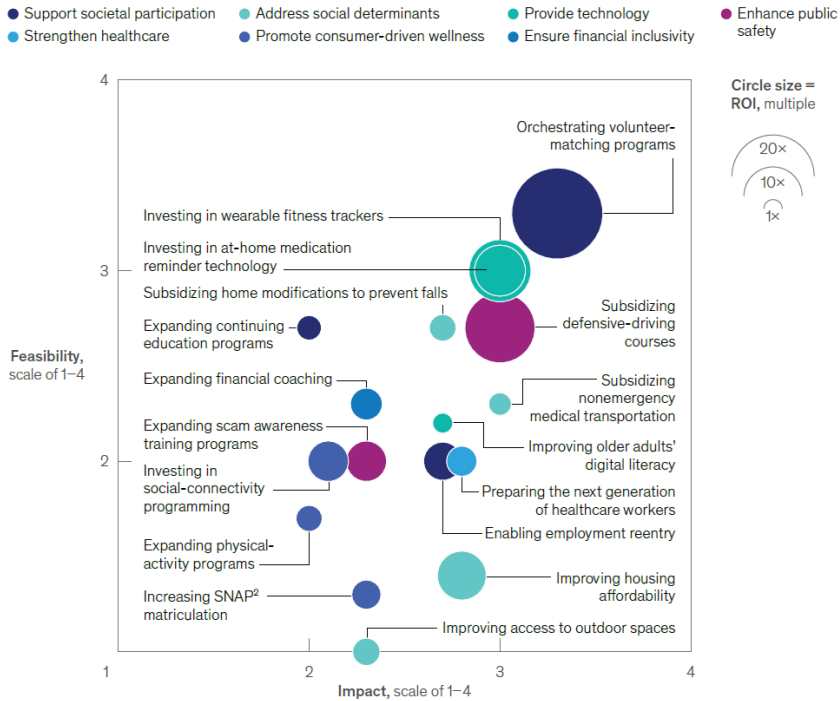 Support societal participation
Address social determinants
Provide technology
Enhance public
safety
Strengthen healthcare
Promote consumer-driven wellness
Ensure financial inclusivity
4
Circle size =
ROI, multiple
20×
10×
1×
Orchestrating volunteer-
matching programs
Investing in wearable fitness trackers
Investing in at-home medication
reminder technology
3
Subsidizing home modifications to prevent falls
Subsidizing
defensive-driving
courses
Expanding continuing
education programs
Feasibility,
scale of 1–4
Expanding financial coaching
Subsidizing
nonemergency
medical transportation
Expanding scam awareness
training programs
Improving older adults'
digital literacy
2
Investing in
social-connectivity
programming
Preparing the next generation
of healthcare workers
Enabling employment reentry
Expanding physical-
activity programs
Improving housing
affordability
Increasing SNAP²
matriculation
Improving access to outdoor spaces
1
2
3
4
Impact, scale of 1–4